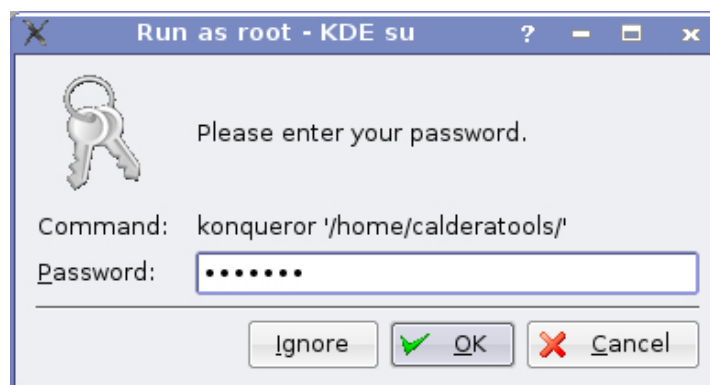 Run as root - KDE su
Please enter your password.
Command: konqueror '/home/calderatools/'
Password: •••••••
Ignore OK Cancel